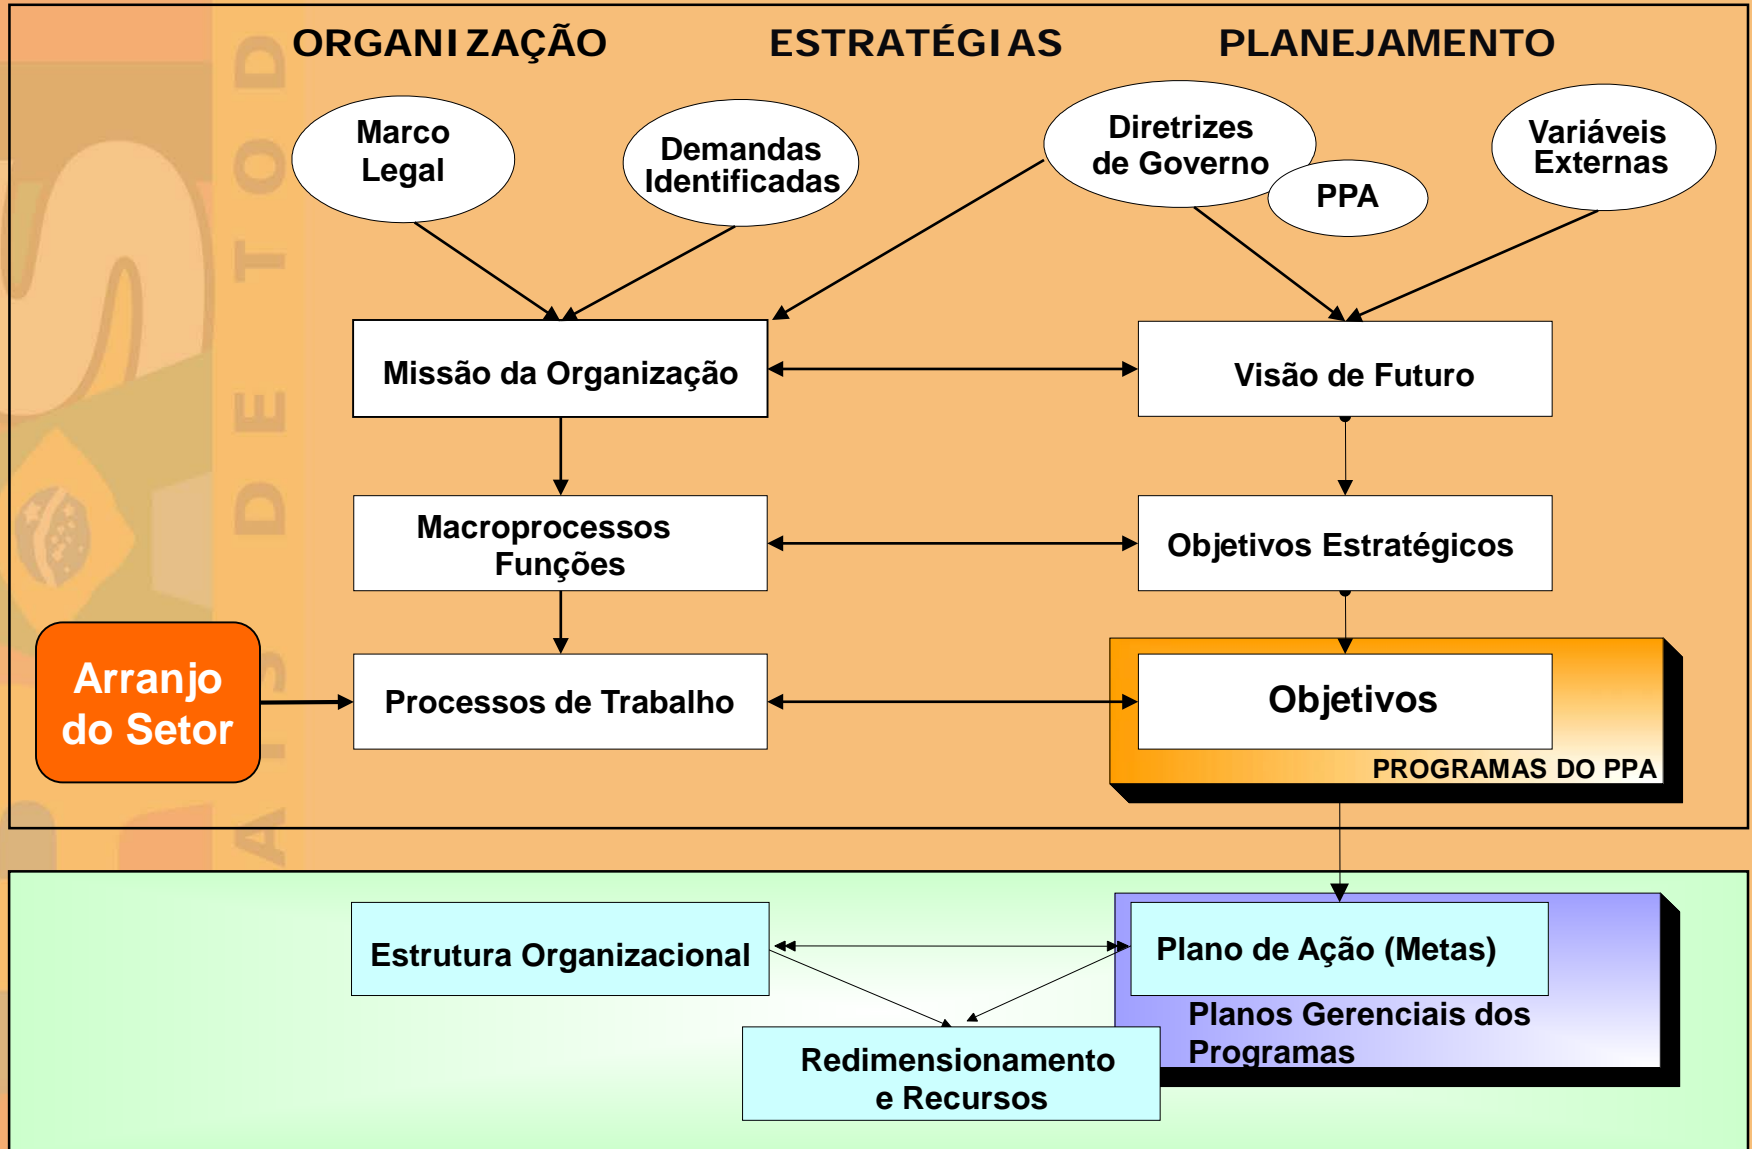 ORGANIZAÇÃO
ESTRATÉGIAS
PLANEJAMENTO
Marco
Legal
Demandas
Identificadas
Diretrizes
de Governo
PPA
Variáveis
Externas
Missão da Organização
Visão de Futuro
Macroprocessos
Funções
Objetivos Estratégicos
Arranjo
do Setor
Processos de Trabalho
Objetivos
PROGRAMAS DO PPA
Estrutura Organizacional
Plano de Ação (Metas)
Planos Gerenciais dos
Programas
Redimensionamento
e Recursos
DE TOD